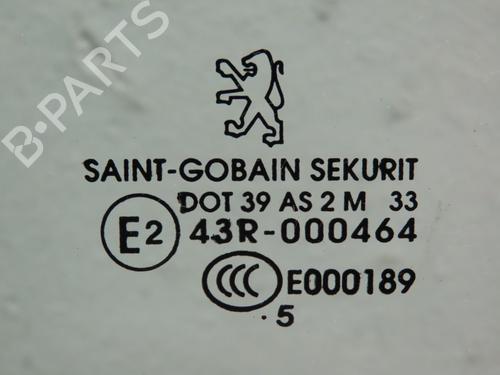 B-PARTS
SAINT-GOBAIN SEKURIT
DOT 39 AS 2 M 33
E2 43R-000464
CCC E000189
.5